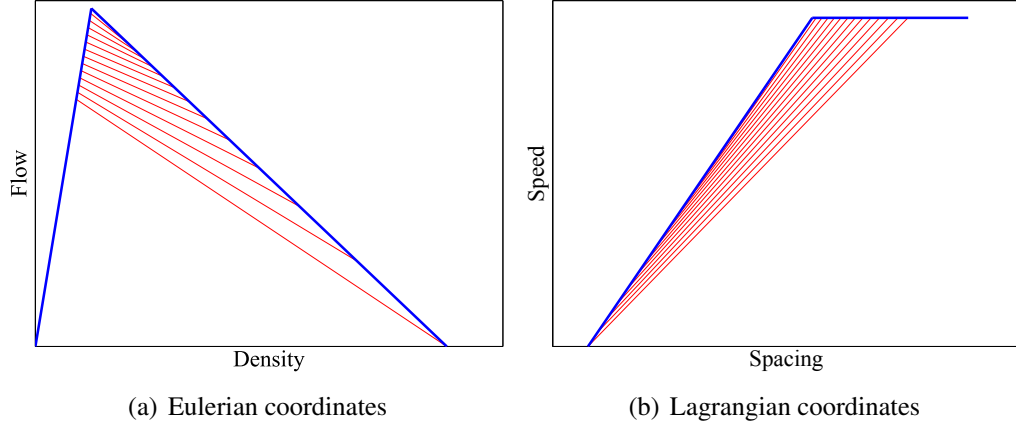 Flow
Density
(a) Eulerian coordinates
Speed
Spacing
(b) Lagrangian coordinates